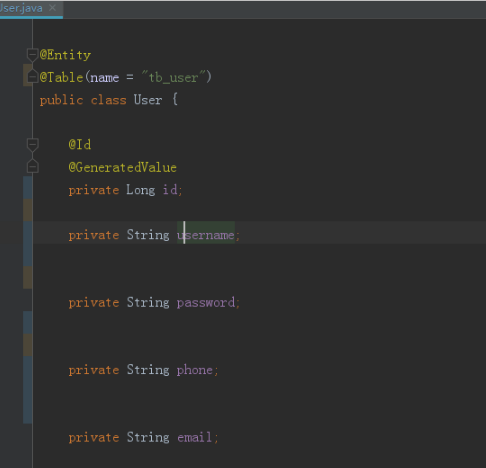 User.java
@Entity
@Table(name = "tb_user")
public class User {
@Id
@GeneratedValue
private Long id;
private String username;
private String password;
private String phone;
private String email;